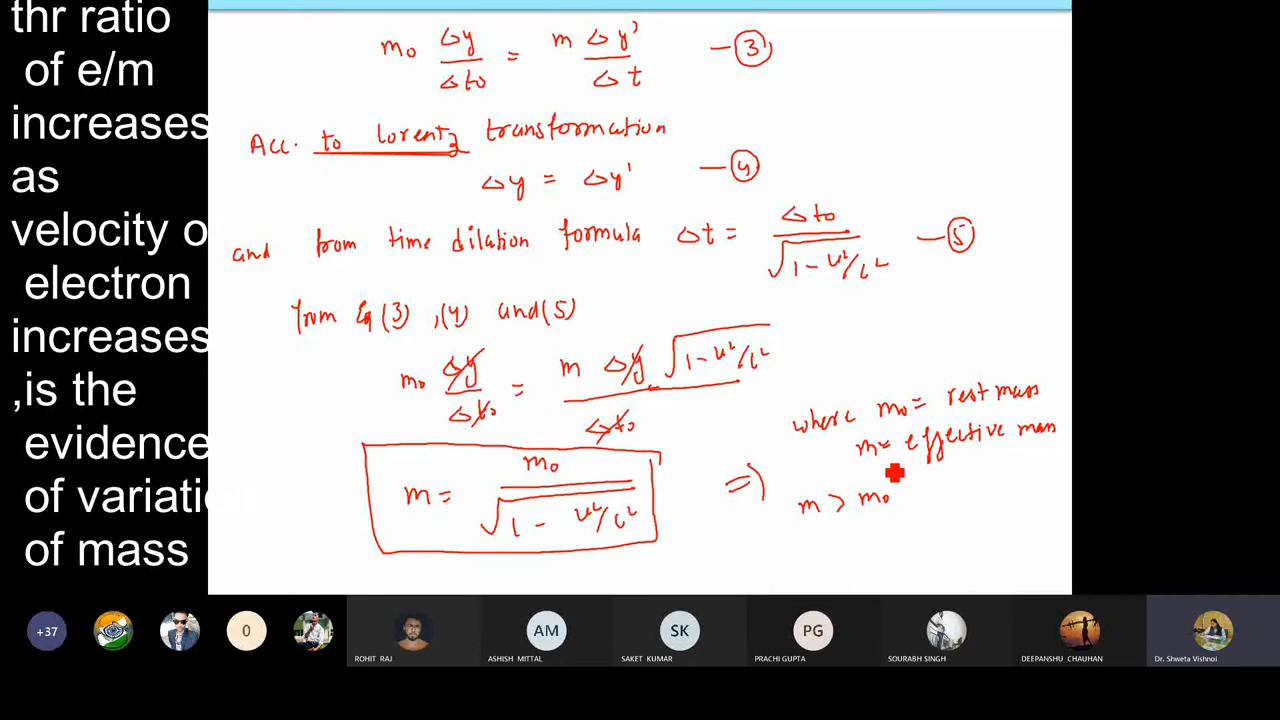 thr ratio
of e/m
increases
as
velocity o
electron
increases
,is the
evidence
of variation
of mass
m₀ Δy/Δt₀ = m Δy'/Δt —③
Acc. to Lorentz transformation
Δy = Δy' —④
and from time dilation formula Δt = Δt₀/√1-u²/c² —⑤
from Eq (3) ,(4) and (5)
m₀ Δy/Δt₀ = m Δy √1-u²/c²/Δt₀
m = m₀/√1-u²/c²
⇒
where m₀ = rest mass
m= effective mass
m > m₀
+37
0
AM
SK
PG
ROHIT RAJ
ASHISH MITTAL
SAKET KUMAR
PRACHI GUPTA
SOURABH SINGH
DEEPANSHU CHAUHAN
Dr. Shweta Vishnoi